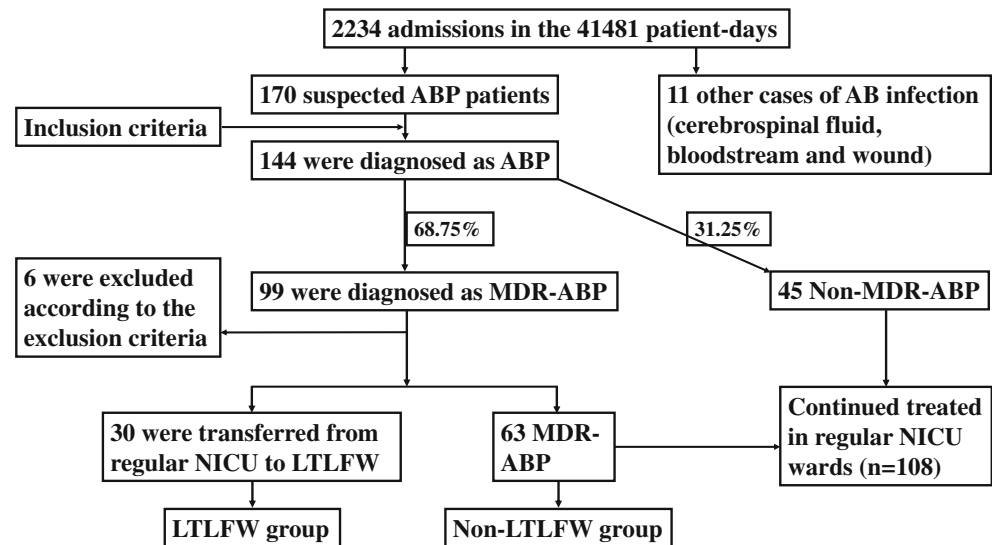 2234 admissions in the 41481 patient-days
170 suspected ABP patients
11 other cases of AB infection
(cerebrospinal fluid,
bloodstream and wound)
Inclusion criteria
144 were diagnosed as ABP
68.75%
31.25%
6 were excluded
according to the
exclusion criteria
99 were diagnosed as MDR-ABP
45 Non-MDR-ABP
30 were transferred from
regular NICU to LTLFW
63 MDR-
ABP
Continued treated
in regular NICU
wards (n=108)
LTLFW group
Non-LTLFW group